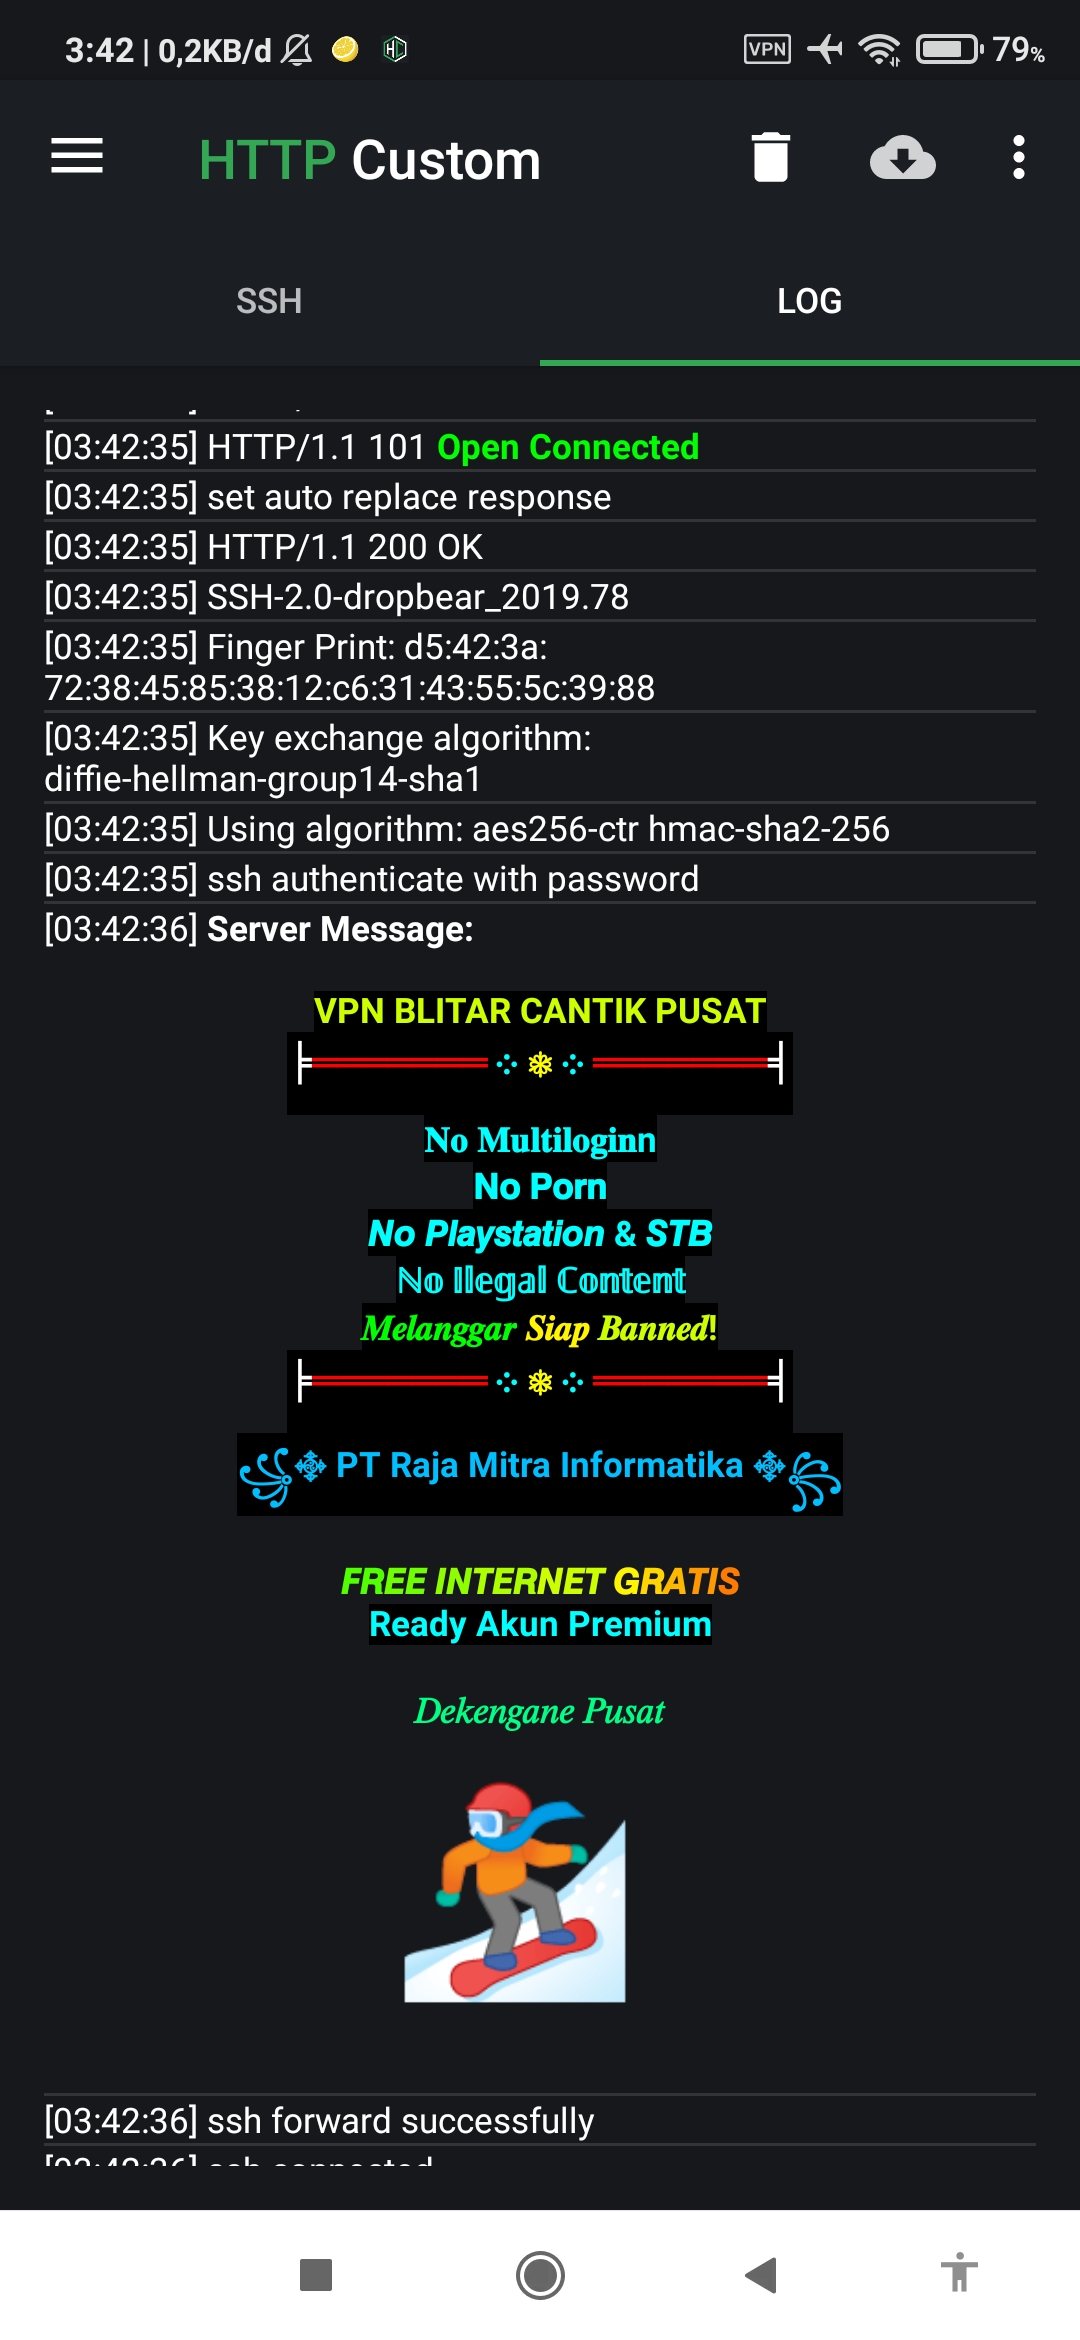 3:42 | 0,2KB/d
VPN
79%
HTTP Custom
SSH
LOG
[03:42:35] HTTP/1.1 101 Open Connected
[03:42:35] set auto replace response
[03:42:35] HTTP/1.1 200 OK
[03:42:35] SSH-2.0-dropbear_2019.78
[03:42:35] Finger Print: d5:42:3a:
72:38:45:85:38:12:c6:31:43:55:5c:39:88
[03:42:35] Key exchange algorithm:
diffie-hellman-group14-sha1
[03:42:35] Using algorithm: aes256-ctr hmac-sha2-256
[03:42:35] ssh authenticate with password
[03:42:36] Server Message:
VPN BLITAR CANTIK PUSAT
No Multiloginn
No Porn
No Playstation & STB
No Ilegal Content
Melanggar Siap Banned!
PT Raja Mitra Informatika
FREE INTERNET GRATIS
Ready Akun Premium
Dekengane Pusat
[03:42:36] ssh forward successfully
[03:42:36] ssh connected